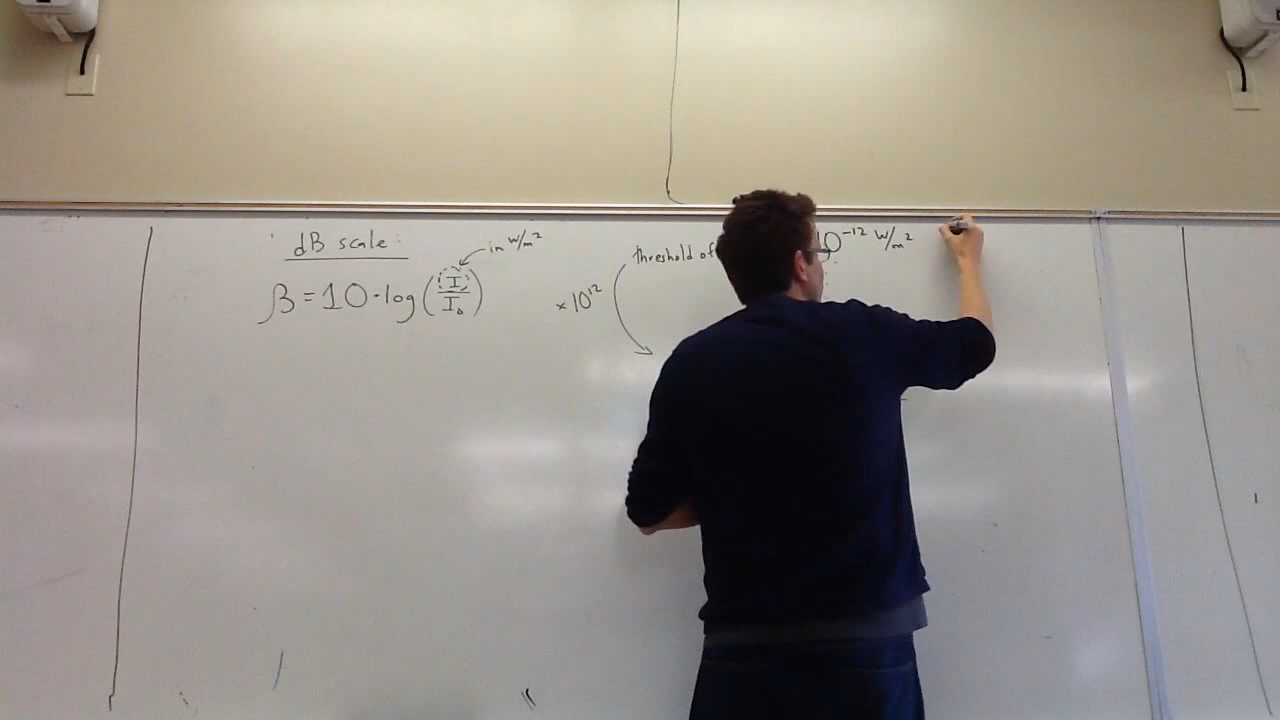 dB scale:
in W/m²
β = 10 · log(I/I₀)
× 10¹²
threshold of
10⁻¹² W/m²